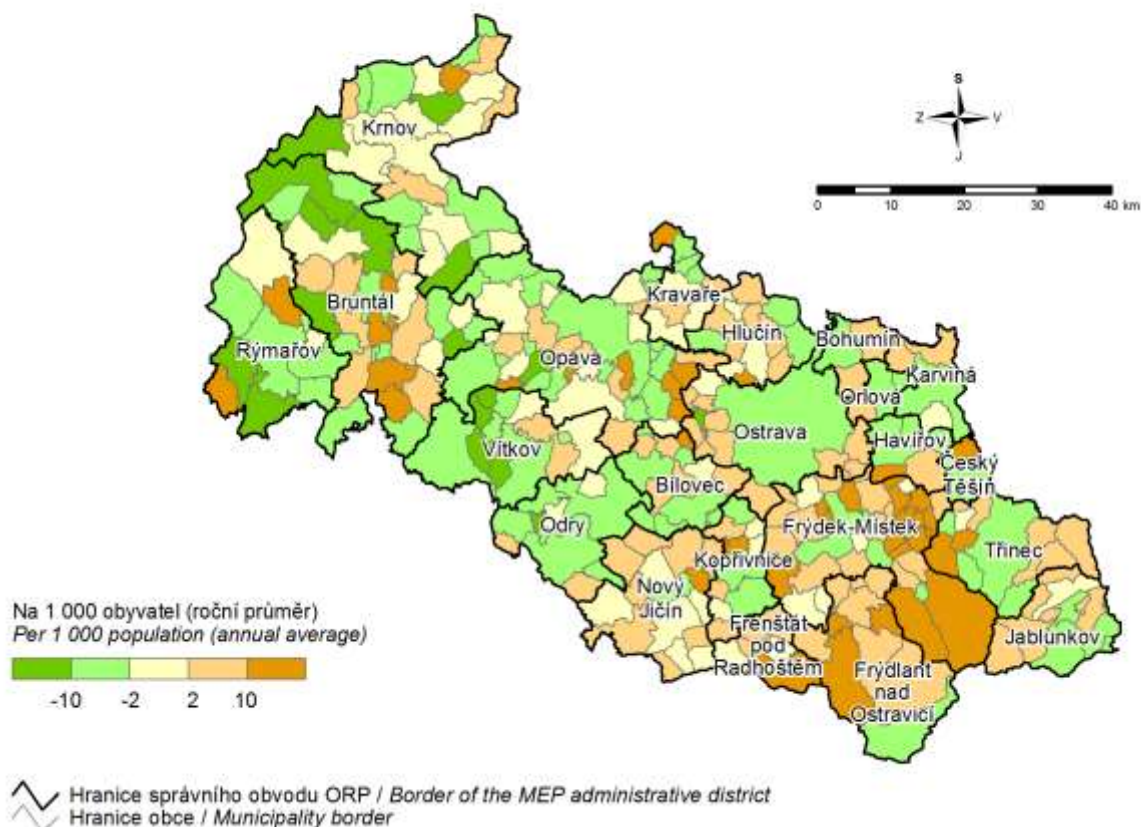 S
Z V
J
0 10 20 30 40 km
Krnov
Bruntál
Rýmařov
Kravaře
Hlučín
Opava
Bohumín
Karviná
Orlová
Ostrava
Havířov
Vítkov
Český
Těšín
Bílovec
Odry
Frýdek-Místek
Třinec
Kopřivnice
Nový
Jičín
Frenštát
pod
Radhoštěm
Jablunkov
Frýdlant
nad
Ostravicí
Na 1 000 obyvatel (roční průměr)
Per 1 000 population (annual average)
-10 -2 2 10
Hranice správního obvodu ORP / Border of the MEP administrative district
Hranice obce / Municipality border